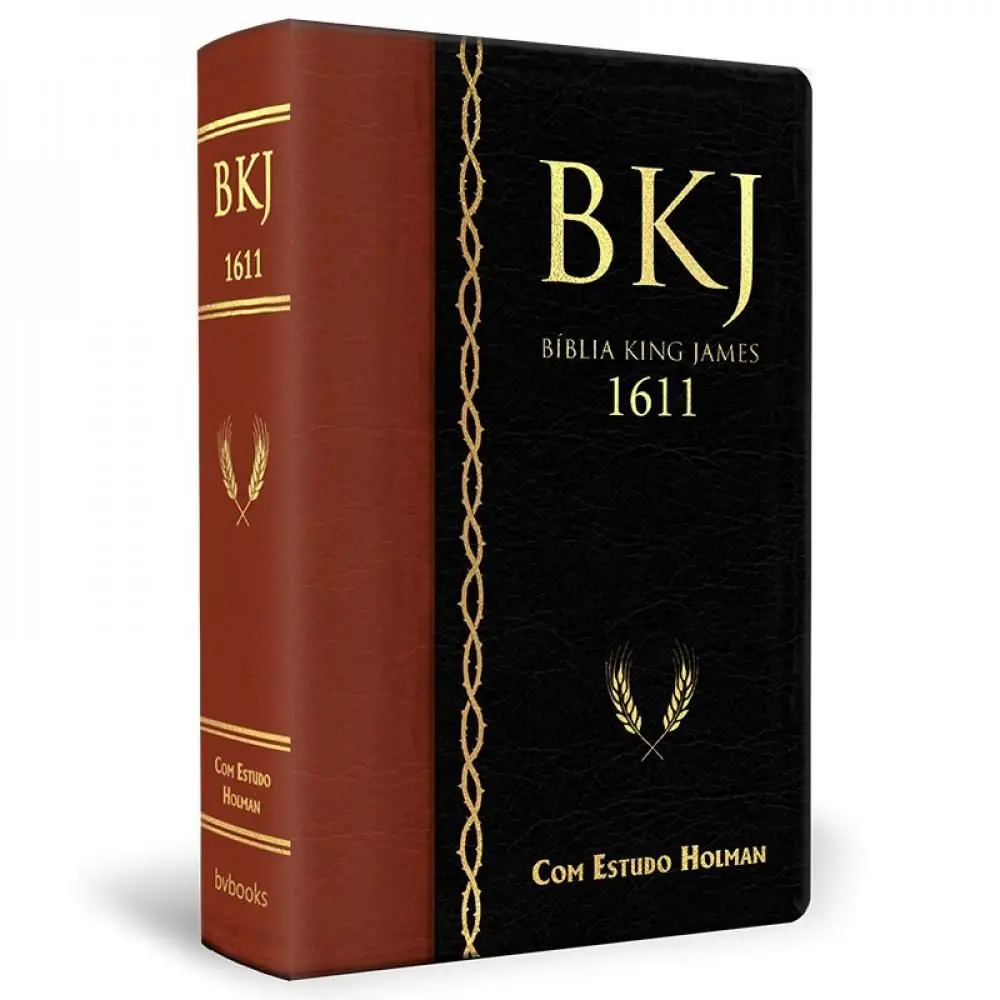 BKJ
1611
COM ESTUDO
HOLMAN
bvbooks
BKJ
BÍBLIA KING JAMES
1611
COM ESTUDO HOLMAN